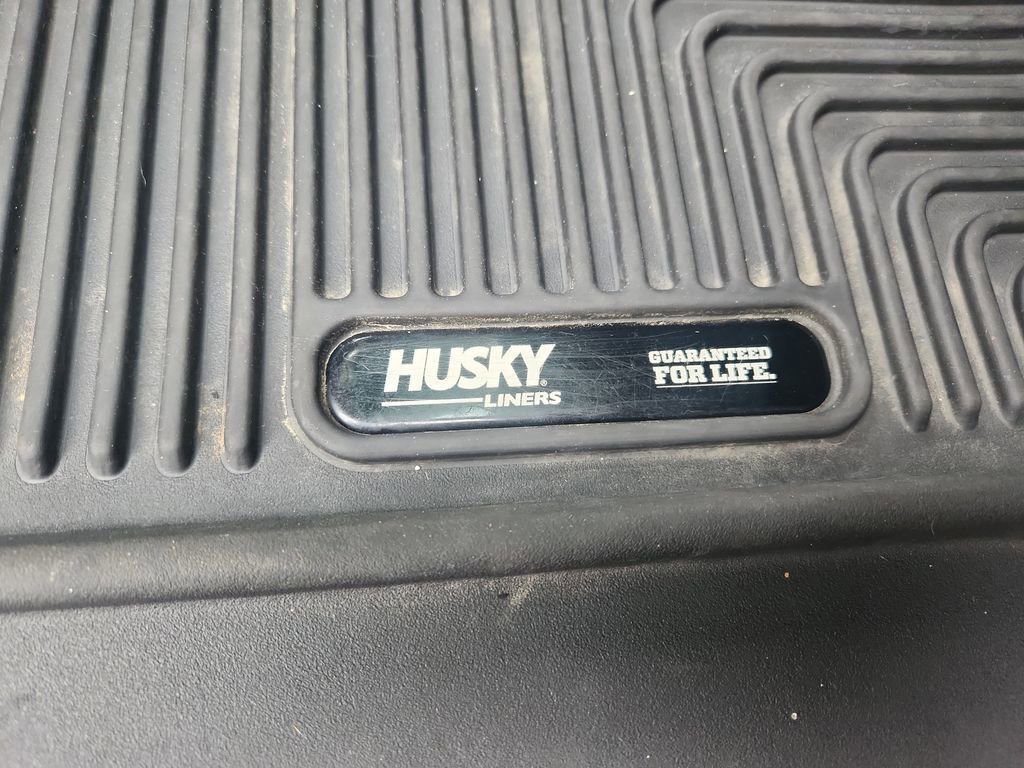 HUSKY®
LINERS
GUARANTEED
FOR LIFE.